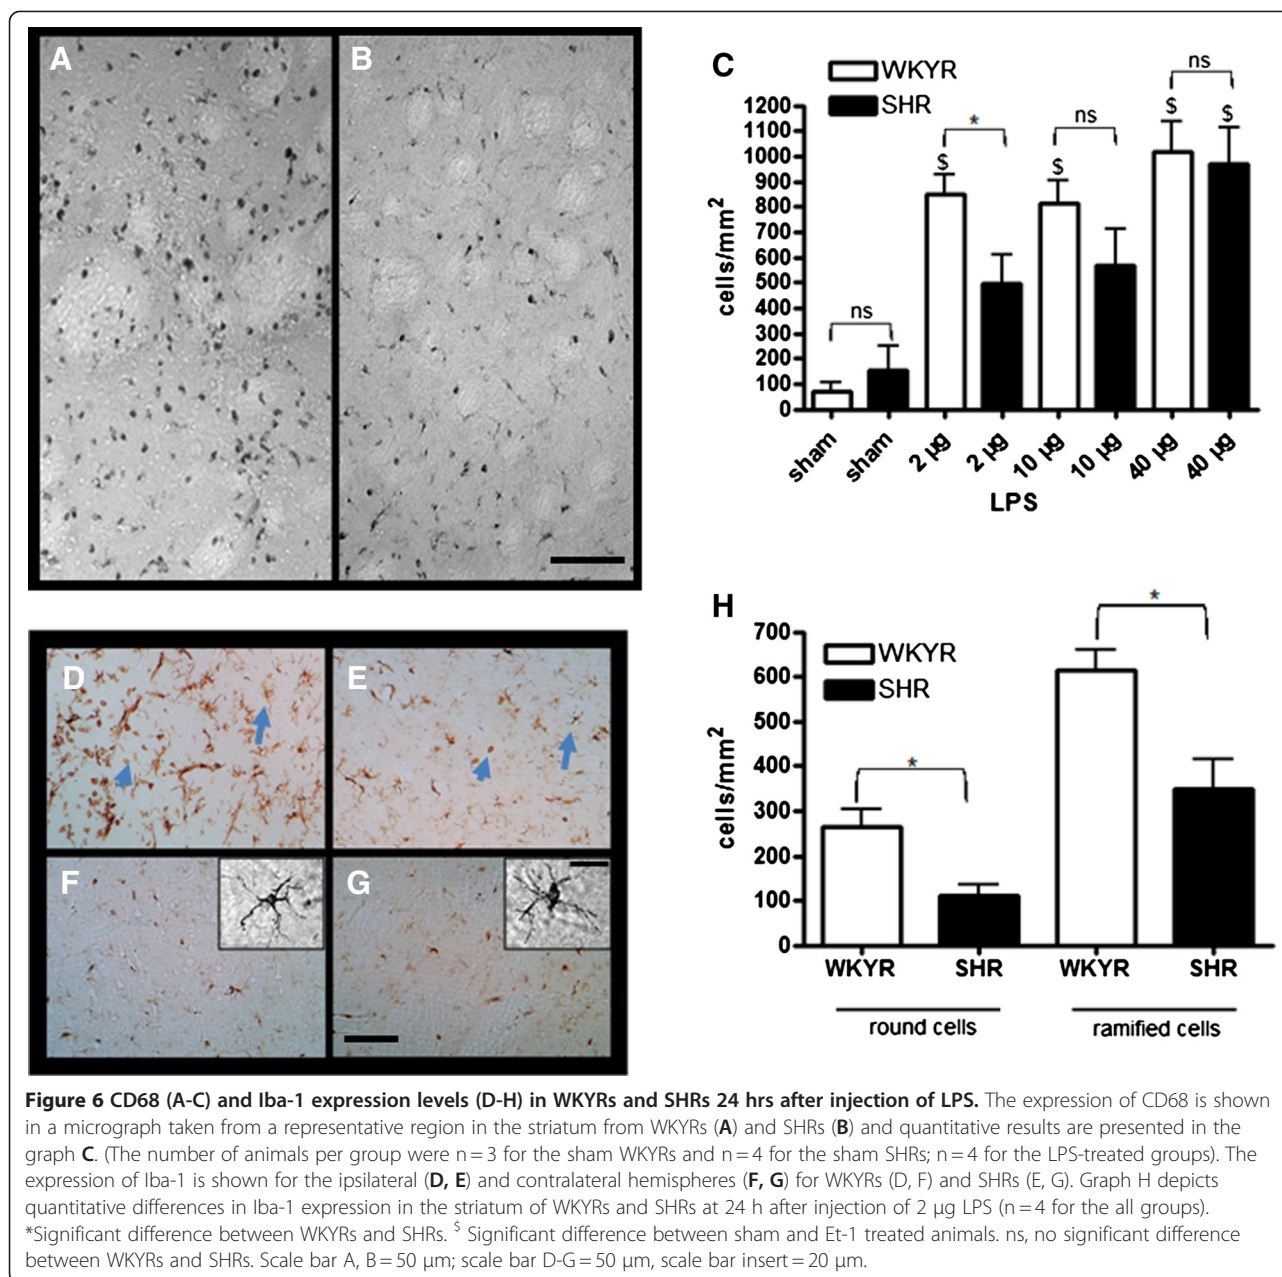 A
B
C
WKYR
SHR
ns
$
$
1200
1100
1000
900
800
700
600
500
400
300
200
100
0
cells/mm²
*
ns
$
$
ns
sham
sham
2 µg
2 µg
10 µg
10 µg
40 µg
40 µg
LPS
D
E
F
G
H
WKYR
SHR
*
*
700
600
500
400
300
200
100
0
cells/mm²
WKYR
SHR
WKYR
SHR
round cells
ramified cells
Figure 6 CD68 (A-C) and Iba-1 expression levels (D-H) in WKYRs and SHRs 24 hrs after injection of LPS. The expression of CD68 is shown
in a micrograph taken from a representative region in the striatum from WKYRs (A) and SHRs (B) and quantitative results are presented in the
graph C. (The number of animals per group were n = 3 for the sham WKYRs and n = 4 for the sham SHRs; n = 4 for the LPS-treated groups). The
expression of Iba-1 is shown for the ipsilateral (D, E) and contralateral hemispheres (F, G) for WKYRs (D, F) and SHRs (E, G). Graph H depicts
quantitative differences in Iba-1 expression in the striatum of WKYRs and SHRs at 24 h after injection of 2 µg LPS (n = 4 for the all groups).
*Significant difference between WKYRs and SHRs. $ Significant difference between sham and Et-1 treated animals. ns, no significant difference
between WKYRs and SHRs. Scale bar A, B = 50 µm; scale bar D-G = 50 µm, scale bar insert = 20 µm.